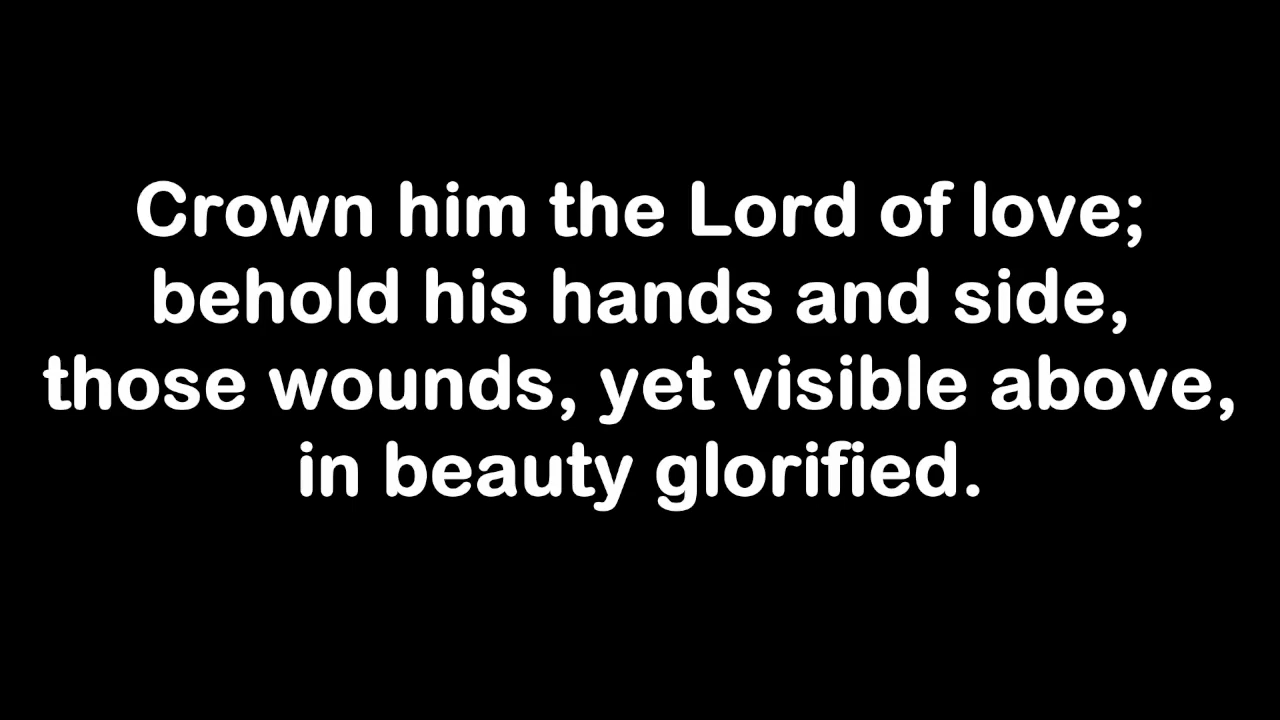 Crown him the Lord of love;
behold his hands and side,
those wounds, yet visible above,
in beauty glorified.